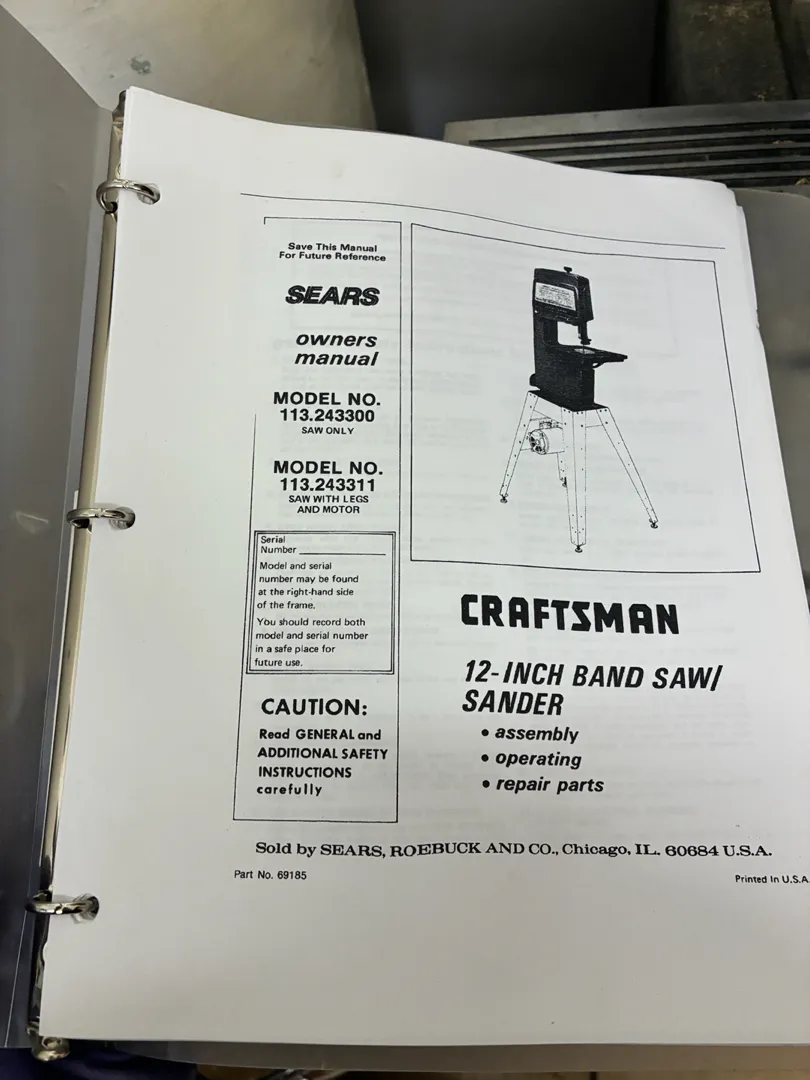 Save This Manual
For Future Reference
SEARS
owners
manual
MODEL NO.
113.243300
SAW ONLY
MODEL NO.
113.243311
SAW WITH LEGS
AND MOTOR
Serial
Number
Model and serial
number may be found
at the right-hand side
of the frame.
You should record both
model and serial number
in a safe place for
future use.
CAUTION:
Read GENERAL and
ADDITIONAL SAFETY
INSTRUCTIONS
carefully
CRAFTSMAN
12-INCH BAND SAW/
SANDER
• assembly
• operating
• repair parts
Sold by SEARS, ROEBUCK AND CO., Chicago, IL. 60684 U.S.A.
Part No. 69185
Printed in U.S.A.